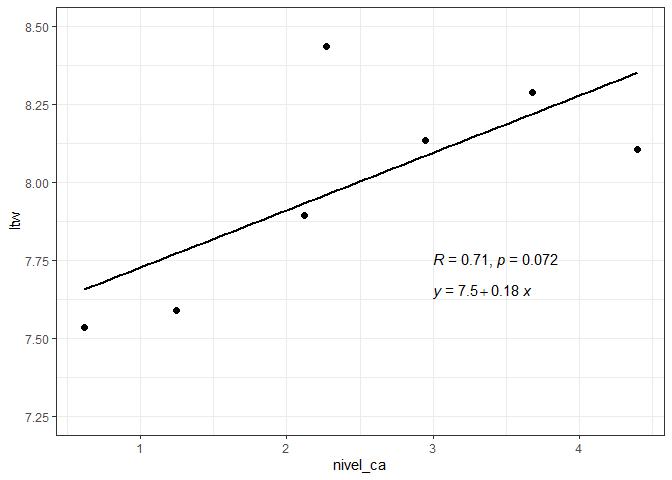 8.50
8.25
8.00
7.75
7.50
7.25
ltw
R = 0.71, p = 0.072
y = 7.5+0.18 x
1 2 3 4
nivel_ca